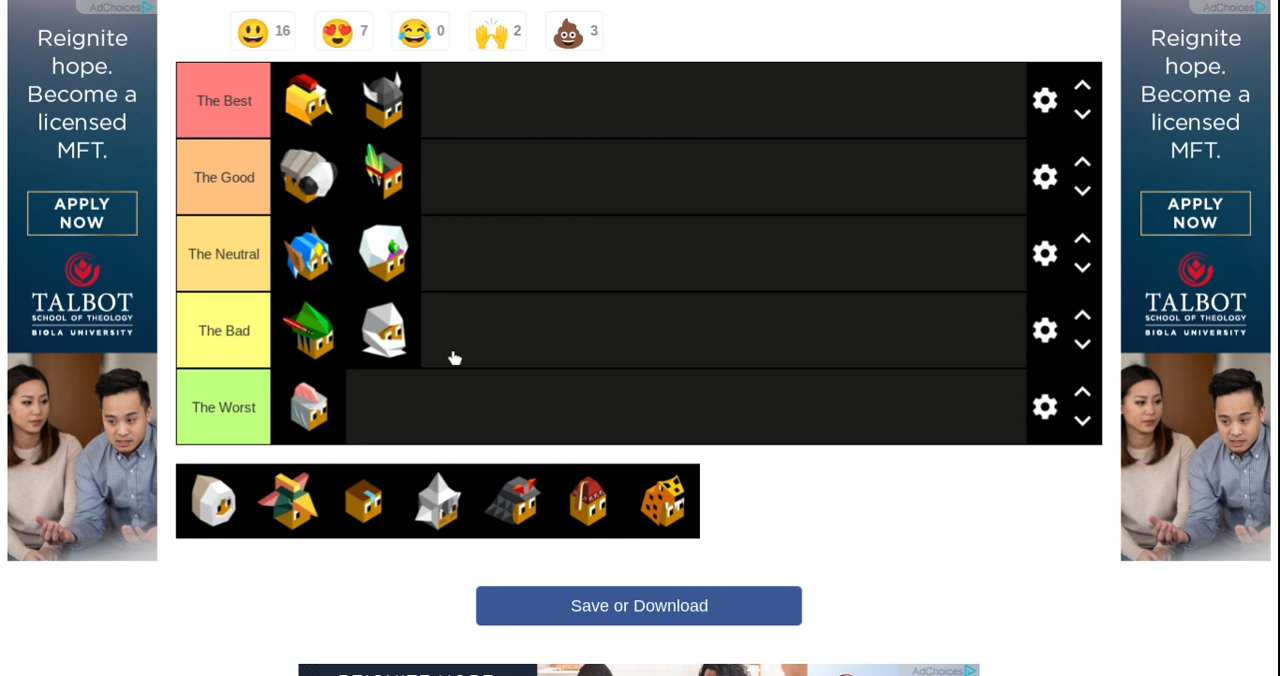 AdChoices
Reignite
hope.
Become a
licensed
MFT.
APPLY
NOW
TALBOT
SCHOOL OF THEOLOGY
BIOLA UNIVERSITY
16
7
0
2
3
The Best
The Good
The Neutral
The Bad
The Worst
Save or Download
REIGNITE HOPE
AdChoices
AdChoices
Reignite
hope.
Become a
licensed
MFT.
APPLY
NOW
TALBOT
SCHOOL OF THEOLOGY
BIOLA UNIVERSITY